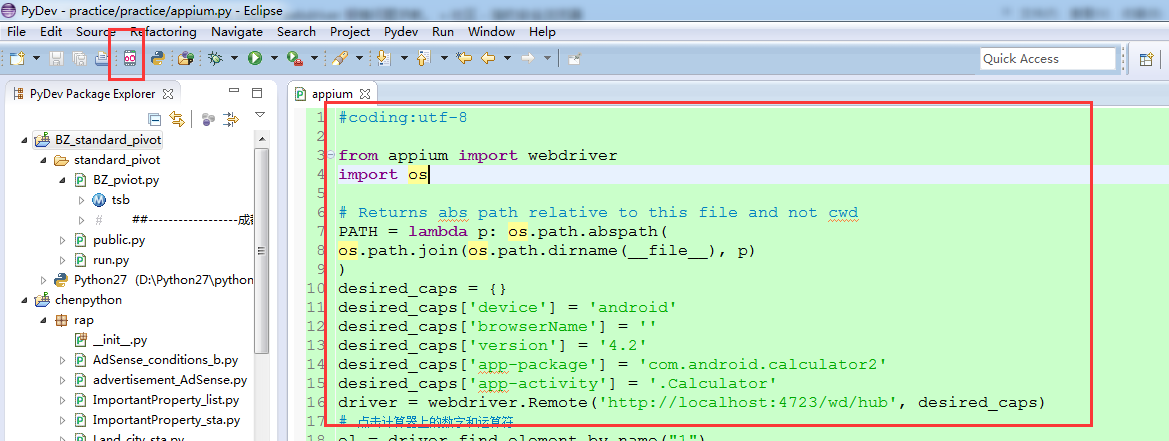 PyDev - practice/practice/appium.py - Eclipse
File Edit Source Refactoring Navigate Search Project Pydev Run Window Help
Quick Access
PyDev Package Explorer
BZ_standard_pivot
standard_pivot
BZ_pviot.py
tsb
# ##------------------成都
public.py
run.py
Python27 (D:\Python27\python
chenpython
rap
__init__.py
AdSense_conditions_b.py
advertisement_AdSense.py
ImportantProperty_list.py
ImportantProperty_sta.py
Land_city_sta.py
appium
1 #coding:utf-8
2
3 from appium import webdriver
4 import os
5
6 # Returns abs path relative to this file and not cwd
7 PATH = lambda p: os.path.abspath(
8 os.path.join(os.path.dirname(__file__), p)
9 )
10 desired_caps = {}
11 desired_caps['device'] = 'android'
12 desired_caps['browserName'] = ''
13 desired_caps['version'] = '4.2'
14 desired_caps['app-package'] = 'com.android.calculator2'
15 desired_caps['app-activity'] = '.Calculator'
16 driver = webdriver.Remote('http://localhost:4723/wd/hub', desired_caps)
17 # 点击计算器上的数字和运算符
18 el = driver.find_element_by_name("1")